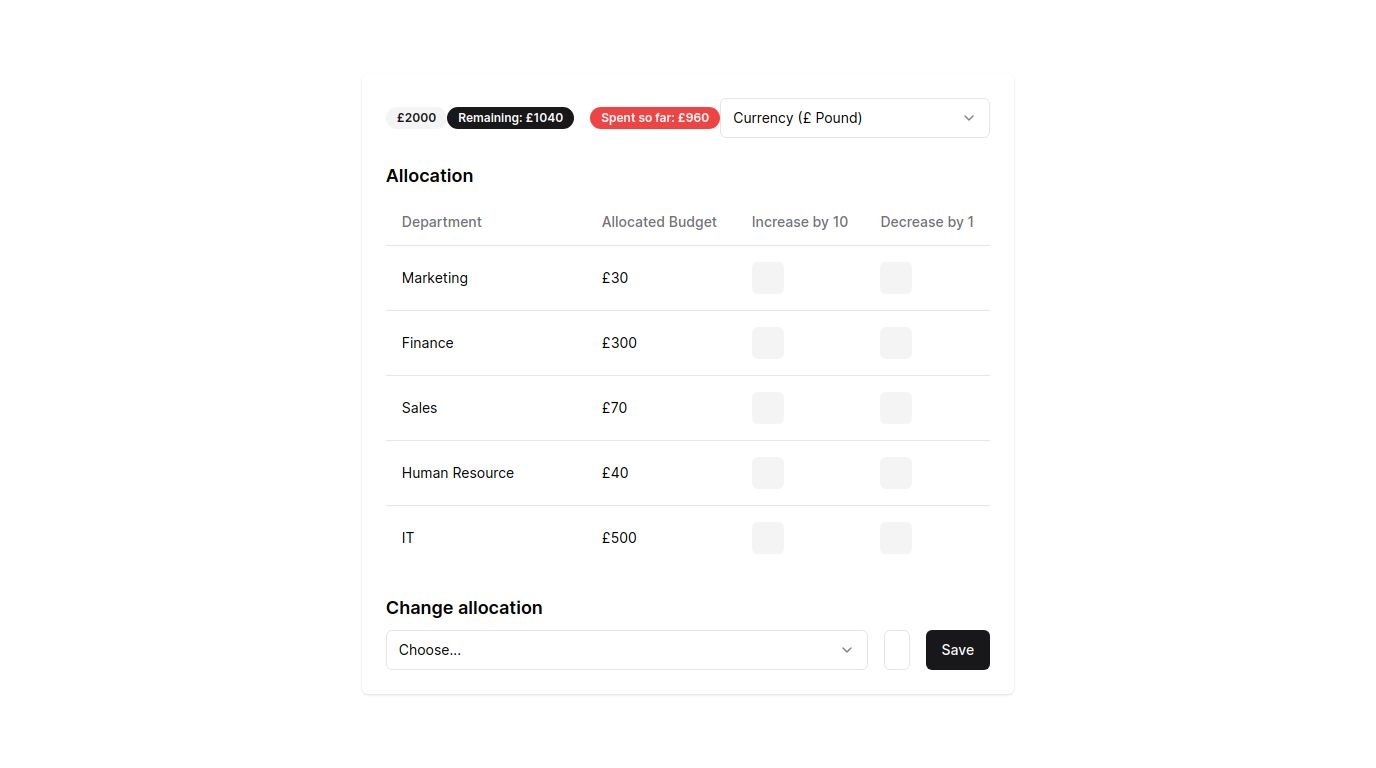 £2000 Remaining: £1040 Spent so far: £960 Currency (£ Pound)
Allocation
Department Allocated Budget Increase by 10 Decrease by 1
Marketing £30
Finance £300
Sales £70
Human Resource £40
IT £500
Change allocation
Choose... Save